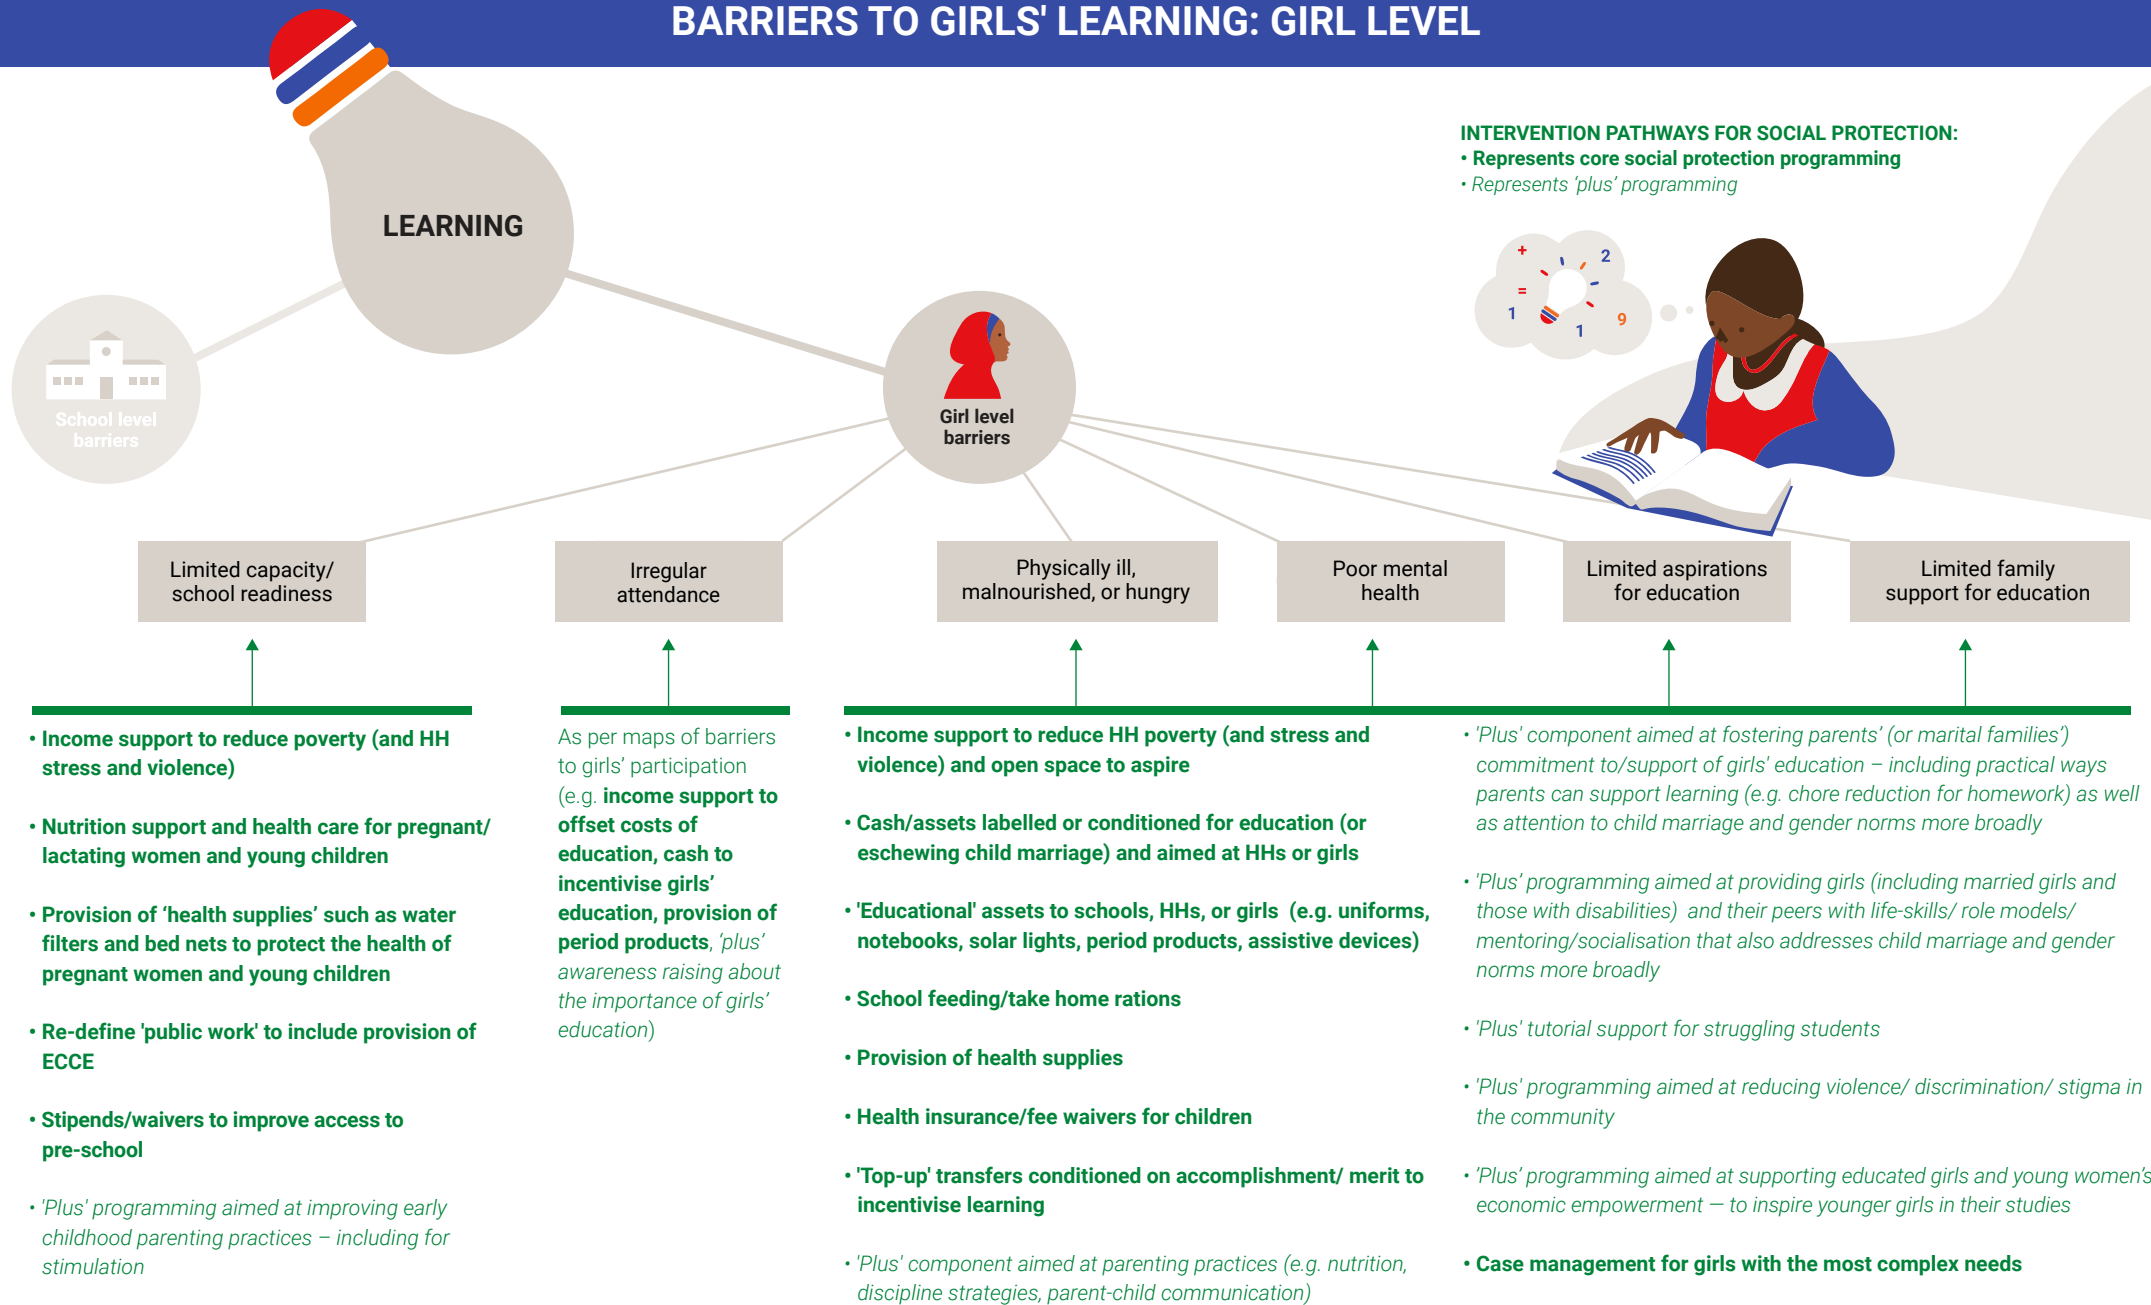 BARRIERS TO GIRLS' LEARNING: GIRL LEVEL
INTERVENTION PATHWAYS FOR SOCIAL PROTECTION:
• Represents core social protection programming
• Represents ‘plus’ programming
LEARNING
+
2
=
1
1
9
School level
barriers
Girl level
barriers
Limited capacity/
school readiness
Irregular
attendance
Physically ill,
malnourished, or hungry
Poor mental
health
Limited aspirations
for education
Limited family
support for education
• Income support to reduce poverty (and HH
stress and violence)
• Nutrition support and health care for pregnant/
lactating women and young children
• Provision of ‘health supplies’ such as water
filters and bed nets to protect the health of
pregnant women and young children
• Re-define 'public work' to include provision of
ECCE
• Stipends/waivers to improve access to
pre-school
• 'Plus' programming aimed at improving early
childhood parenting practices – including for
stimulation
As per maps of barriers
to girls’ participation
(e.g. income support to
offset costs of
education, cash to
incentivise girls’
education, provision of
period products, ‘plus’
awareness raising about
the importance of girls’
education)
• Income support to reduce HH poverty (and stress and
violence) and open space to aspire
• Cash/assets labelled or conditioned for education (or
eschewing child marriage) and aimed at HHs or girls
• 'Educational' assets to schools, HHs, or girls (e.g. uniforms,
notebooks, solar lights, period products, assistive devices)
• School feeding/take home rations
• Provision of health supplies
• Health insurance/fee waivers for children
• 'Top-up' transfers conditioned on accomplishment/ merit to
incentivise learning
• 'Plus' component aimed at parenting practices (e.g. nutrition,
discipline strategies, parent-child communication)
• 'Plus' component aimed at fostering parents’ (or marital families’)
commitment to/support of girls' education – including practical ways
parents can support learning (e.g. chore reduction for homework) as well
as attention to child marriage and gender norms more broadly
• 'Plus’ programming aimed at providing girls (including married girls and
those with disabilities) and their peers with life-skills/ role models/
mentoring/socialisation that also addresses child marriage and gender
norms more broadly
• 'Plus' tutorial support for struggling students
• 'Plus' programming aimed at reducing violence/ discrimination/ stigma in
the community
• 'Plus’ programming aimed at supporting educated girls and young women’s
economic empowerment — to inspire younger girls in their studies
• Case management for girls with the most complex needs